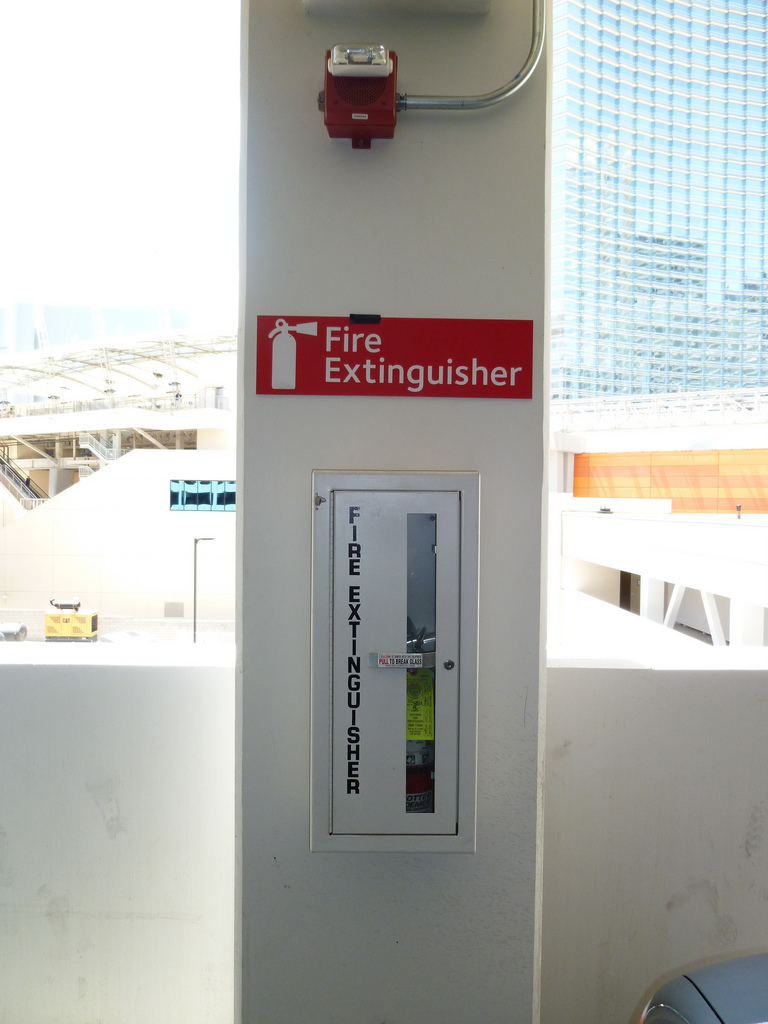 Fire
Extinguisher
FIRE EXTINGUISHER
PULL TO BREAK GLASS